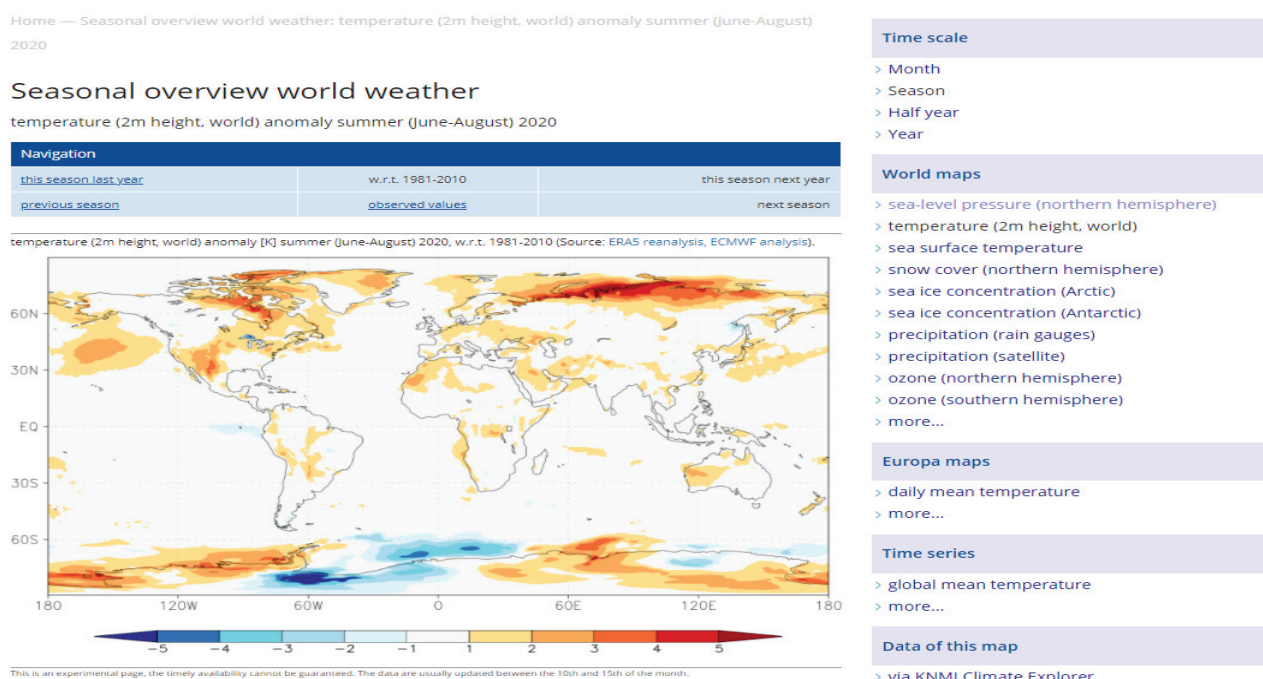 Home — Seasonal overview world weather: temperature (2m height, world) anomaly summer (June-August)
2020
Seasonal overview world weather
temperature (2m height, world) anomaly summer (June-August) 2020
Navigation
this season last year w.r.t. 1981-2010 this season next year
previous season observed values next season
temperature (2m height, world) anomaly [K] summer (June-August) 2020, w.r.t. 1981-2010 (Source: ERA5 reanalysis, ECMWF analysis).
60N
30N
EQ
30S
60S
180 120W 60W 0 60E 120E 180
-5 -4 -3 -2 -1 1 2 3 4 5
This is an experimental page, the timely availability cannot be guaranteed. The data are usually updated between the 10th and 15th of the month.
Time scale
> Month
> Season
> Half year
> Year
World maps
> sea-level pressure (northern hemisphere)
> temperature (2m height, world)
> sea surface temperature
> snow cover (northern hemisphere)
> sea ice concentration (Arctic)
> sea ice concentration (Antarctic)
> precipitation (rain gauges)
> precipitation (satellite)
> ozone (northern hemisphere)
> ozone (southern hemisphere)
> more...
Europa maps
> daily mean temperature
> more...
Time series
> global mean temperature
> more...
Data of this map
> via KNMI Climate Explorer